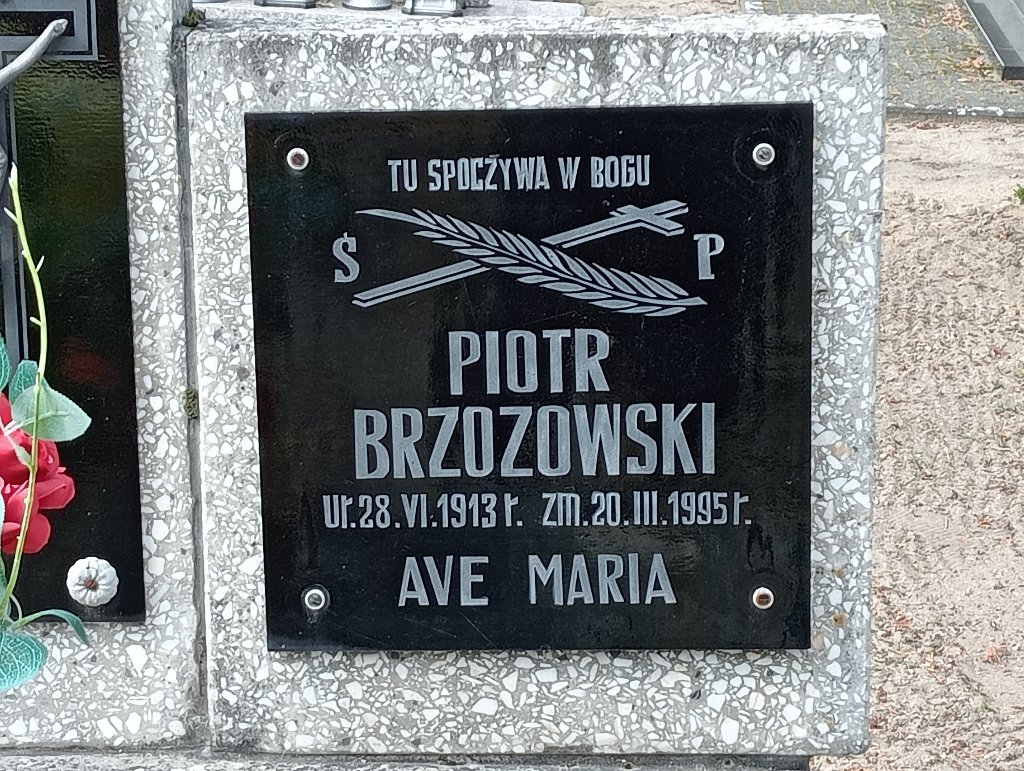 TU SPOCZYWA W BOGU
Ś P
PIOTR
BRZOZOWSKI
Ur. 28. VI. 1913 r. Zm. 20. III. 1995 r.
AVE MARIA